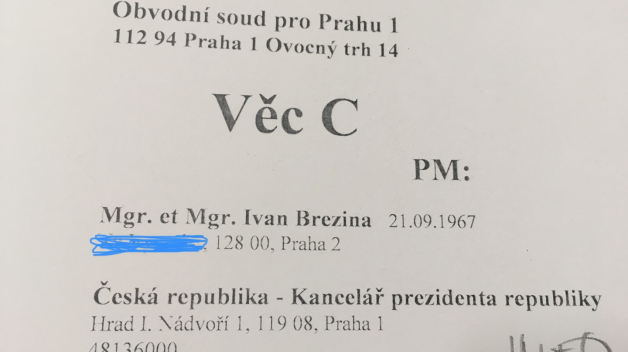 Obvodní soud pro Prahu 1
112 94 Praha 1 Ovocný trh 14
Věc C
PM:
Mgr. et Mgr. Ivan Brezina 21.09.1967
, 128 00, Praha 2
Česká republika - Kancelář prezidenta republiky
Hrad I. Nádvoří 1, 119 08, Praha 1
48136000